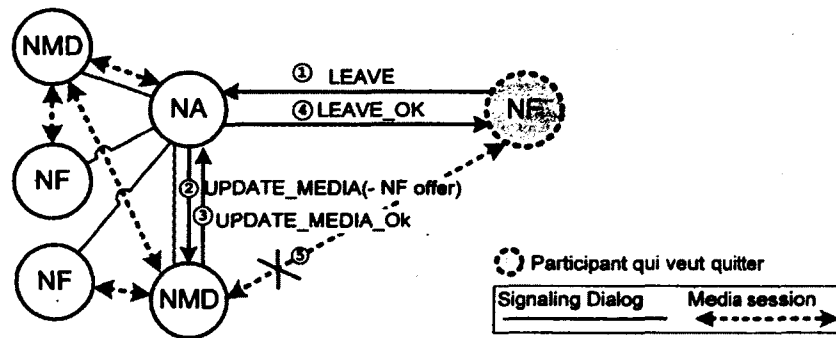 NMD
① LEAVE
NA
④ LEAVE_OK
NF
NF
② UPDATE_MEDIA(- NF offer)
③ UPDATE_MEDIA_Ok
NF
⑤
NMD
Participant qui veut quitter
Signaling Dialog Media session